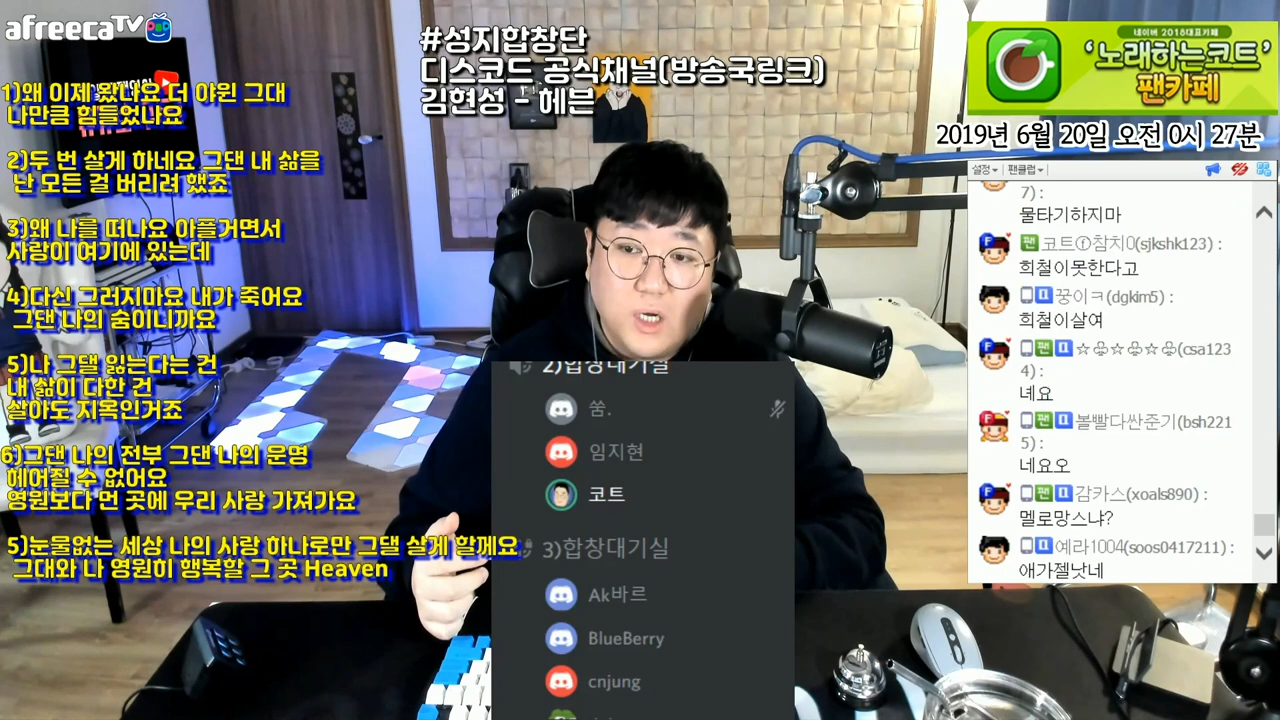 afreecaTV
#성지합창단
디스코드 공식채널(방송국링크)
김현성 - 헤븐
1)왜 이제 왔나요 더 야윈 그대
나만큼 힘들었나요
2)두 번 살게 하네요 그댄 내 삶을
난 모든 걸 버리려 했죠
3)왜 나를 떠나요 아플거면서
사랑이 여기에 있는데
4)다신 그러지마요 내가 죽어요
그댄 나의 숨이니까요
5)나 그댈 잃는다는 건
내 삶이 다한 건
살아도 지옥인거죠
6)그댄 나의 전부 그댄 나의 운명
헤어질 수 없어요
영원보다 먼 곳에 우리 사랑 가져가요
5)눈물없는 세상 나의 사랑 하나로만 그댈 살게 할께요
그대와 나 영원히 행복할 그 곳 Heaven
2)합창대기실
쑴.
임지현
코트
3)합창대기실
Ak바르
BlueBerry
cnjung
네이버 2018대표카페
'노래하는코트'
팬카페
2019년 6월 20일 오전 0시 27분
설정 팬클럽
7) :
물타기하지마
팬 코트ⓕ참치0(sjkshk123) :
희철이못한다고
꿍이ㅋ(dgkim5) :
희철이살여
팬 ☆♧☆♧☆♧(csa123
4) :
녜요
팬 볼빨다싼준기(bsh221
5) :
네요오
팬 감카스(xoals890) :
멜로망스냐?
예라1004(soos0417211) :
애가젤낫네